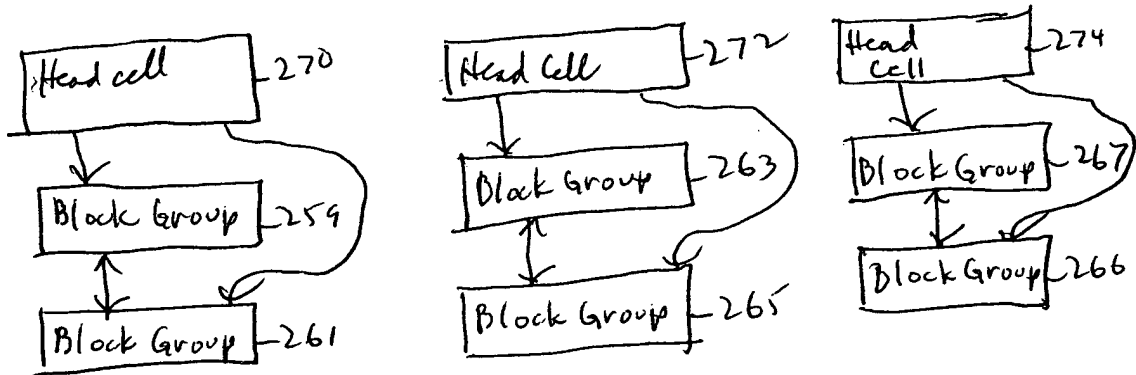 Head cell 270
Block Group 259
Block Group 261
Head Cell 272
Block Group 263
Block Group 265
Head
Cell 274
Block Group 267
Block Group 266